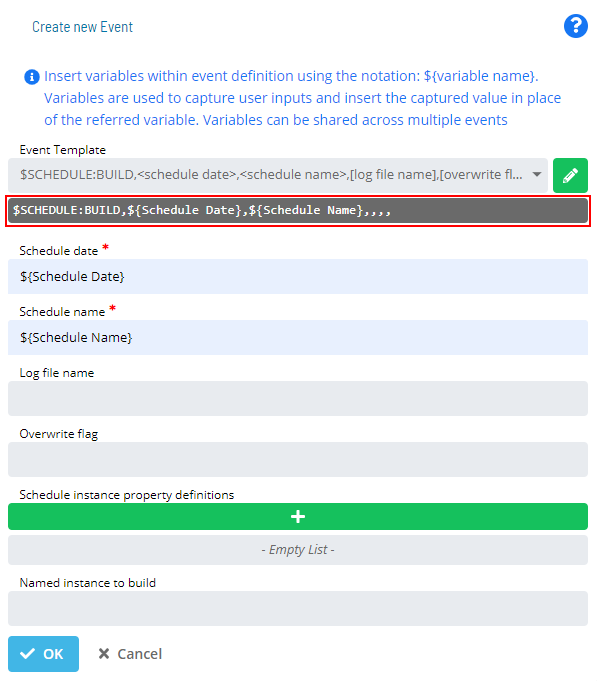 Create new Event
?
Insert variables within event definition using the notation: ${variable name}.
Variables are used to capture user inputs and insert the captured value in place
of the referred variable. Variables can be shared across multiple events
Event Template
$SCHEDULE:BUILD,<schedule date>,<schedule name>,[log file name],[overwrite fl...
$SCHEDULE:BUILD,${Schedule Date},${Schedule Name},,,,
Schedule date *
${Schedule Date}
Schedule name *
${Schedule Name}
Log file name
Overwrite flag
Schedule instance property definitions
+
- Empty List -
Named instance to build
OK
Cancel